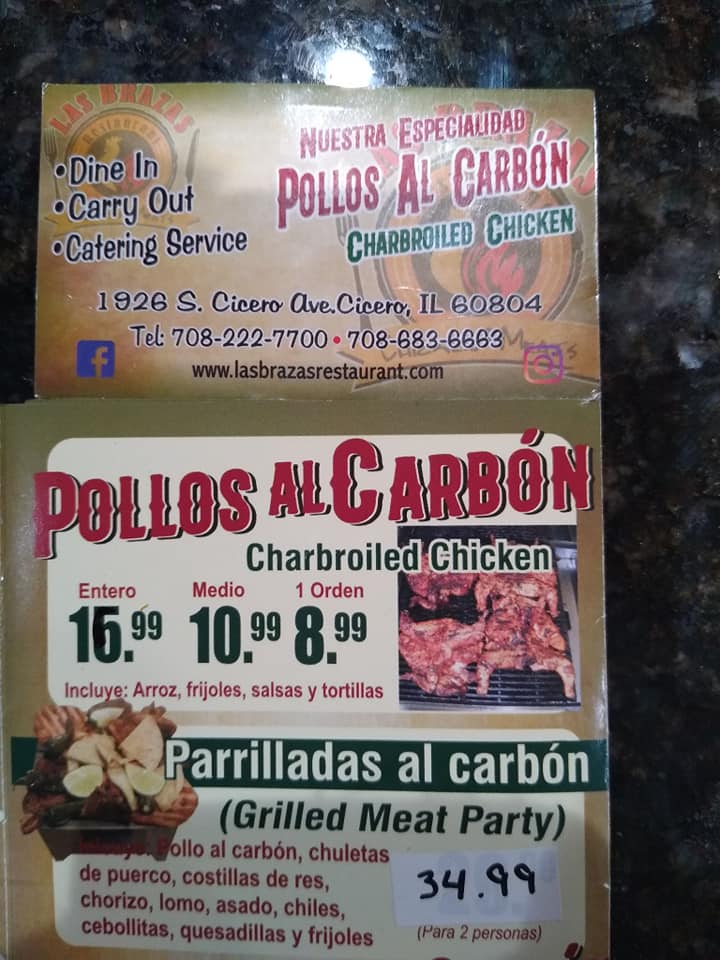 LAS BRAZAS
Restaurant
•Dine In
•Carry Out
•Catering Service
NUESTRA ESPECIALIDAD
POLLOS AL CARBÓN
CHARBROILED CHICKEN
1926 S. Cicero Ave.Cicero, IL 60804
Tel: 708-222-7700 • 708-683-6663
www.lasbrazasrestaurant.com
POLLOS AL CARBÓN
Charbroiled Chicken
Entero Medio 1 Orden
16.99 10.99 8.99
Incluye: Arroz, frijoles, salsas y tortillas
Parrilladas al carbón
(Grilled Meat Party)
Incluye: Pollo al carbón, chuletas
de puerco, costillas de res,
chorizo, lomo, asado, chiles,
cebollitas, quesadillas y frijoles
34.99
(Para 2 personas)